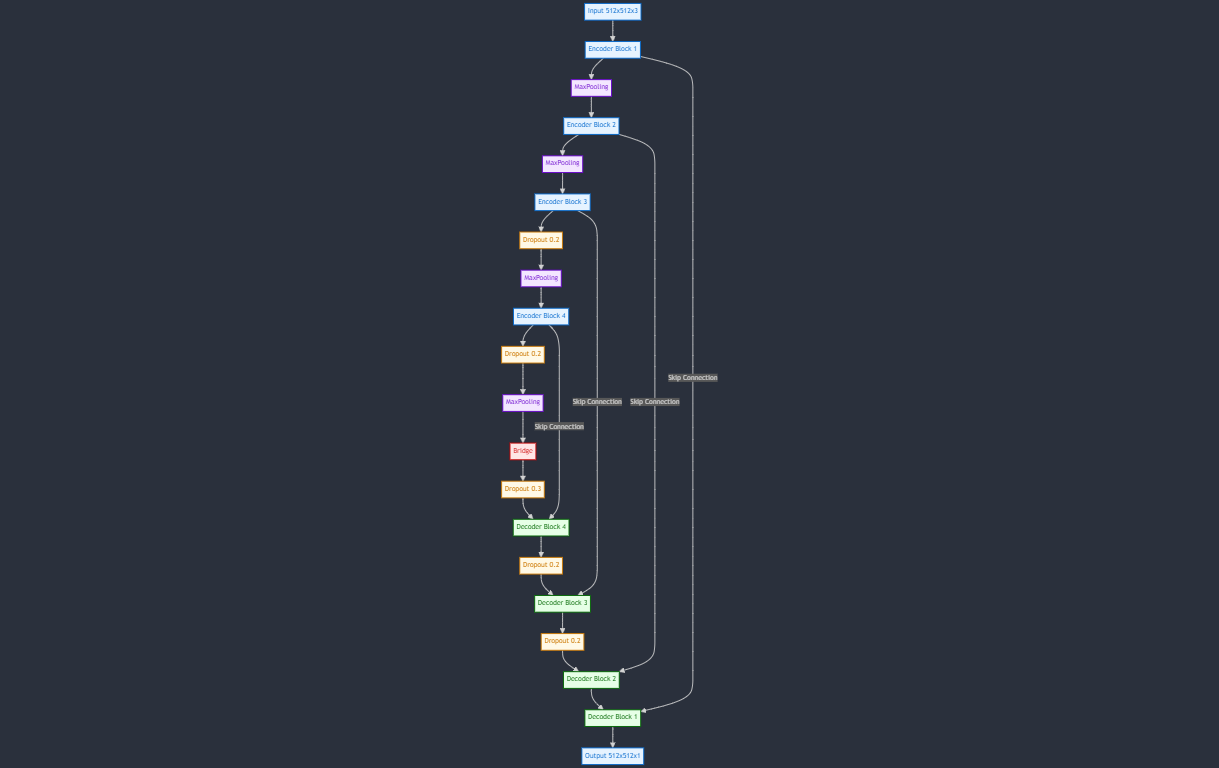 Input 512x512x3
Encoder Block 1
MaxPooling
Encoder Block 2
MaxPooling
Encoder Block 3
Dropout 0.2
MaxPooling
Encoder Block 4
Dropout 0.2
Skip Connection
MaxPooling
Skip Connection
Skip Connection
Skip Connection
Bridge
Dropout 0.3
Decoder Block 4
Dropout 0.2
Decoder Block 3
Dropout 0.2
Decoder Block 2
Decoder Block 1
Output 512x512x1